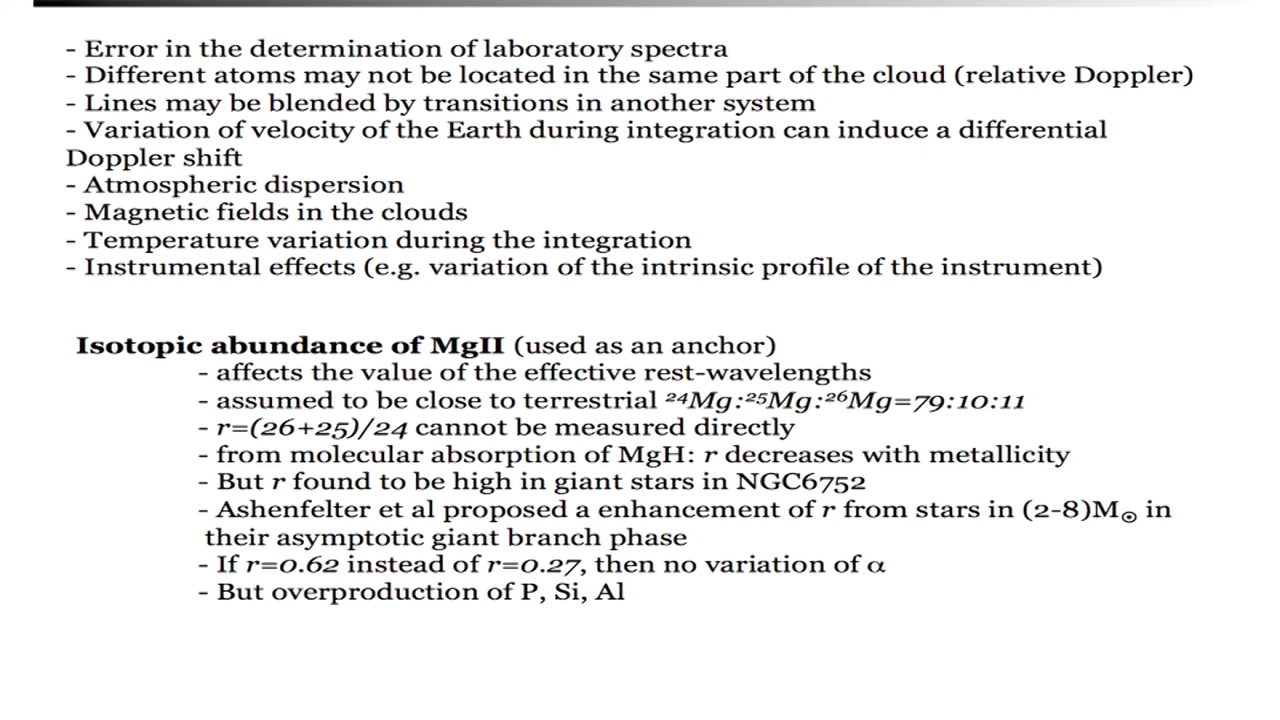 - Error in the determination of laboratory spectra
- Different atoms may not be located in the same part of the cloud (relative Doppler)
- Lines may be blended by transitions in another system
- Variation of velocity of the Earth during integration can induce a differential
Doppler shift
- Atmospheric dispersion
- Magnetic fields in the clouds
- Temperature variation during the integration
- Instrumental effects (e.g. variation of the intrinsic profile of the instrument)
Isotopic abundance of MgII (used as an anchor)
- affects the value of the effective rest-wavelengths
- assumed to be close to terrestrial ²⁴Mg:²⁵Mg:²⁶Mg=79:10:11
- r=(26+25)/24 cannot be measured directly
- from molecular absorption of MgH: r decreases with metallicity
- But r found to be high in giant stars in NGC6752
- Ashenfelter et al proposed a enhancement of r from stars in (2-8)M☉ in
their asymptotic giant branch phase
- If r=0.62 instead of r=0.27, then no variation of α
- But overproduction of P, Si, Al